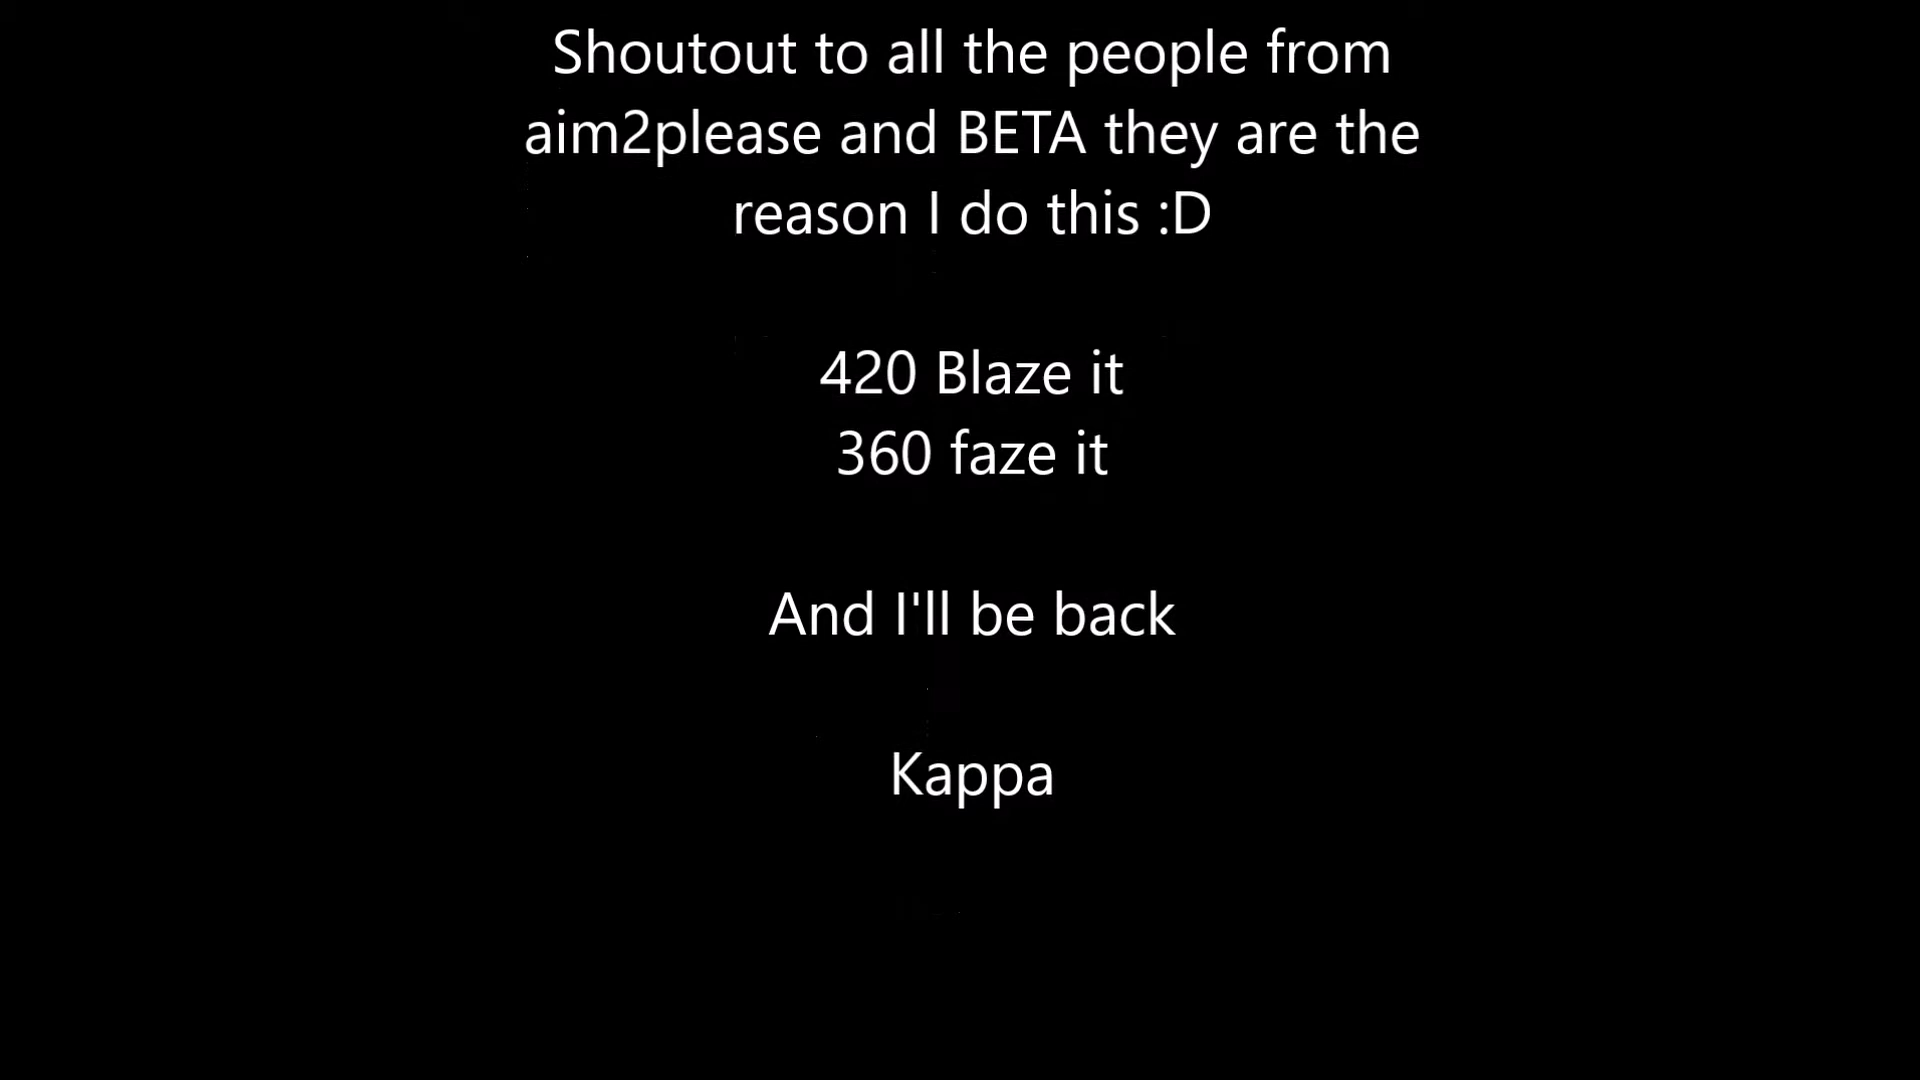 Shoutout to all the people from
aim2please and BETA they are the
reason I do this :D
420 Blaze it
360 faze it
And I'll be back
Kappa